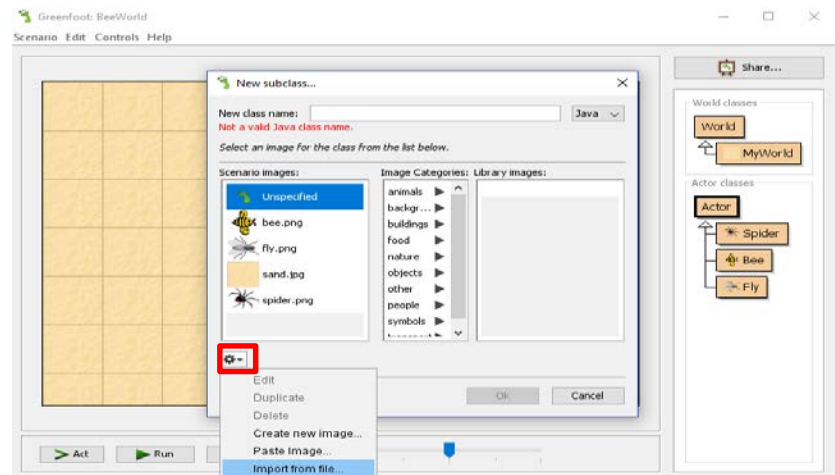 Greenfoot: BeeWorld
Scenario Edit Controls Help
Share...
New subclass...
New class name:
Java
Not a valid Java class name.
Select an image for the class from the list below.
Scenario images:
Image Categories:
Library images:
Unspecified
bee.png
fly.png
sand.jpg
spider.png
animals
backgr...
buildings
food
nature
objects
other
people
symbols
Edit
Duplicate
Delete
Create new image...
Paste Image...
Import from file...
Ok
Cancel
World classes
World
MyWorld
Actor classes
Actor
Spider
Bee
Fly
Act
Run